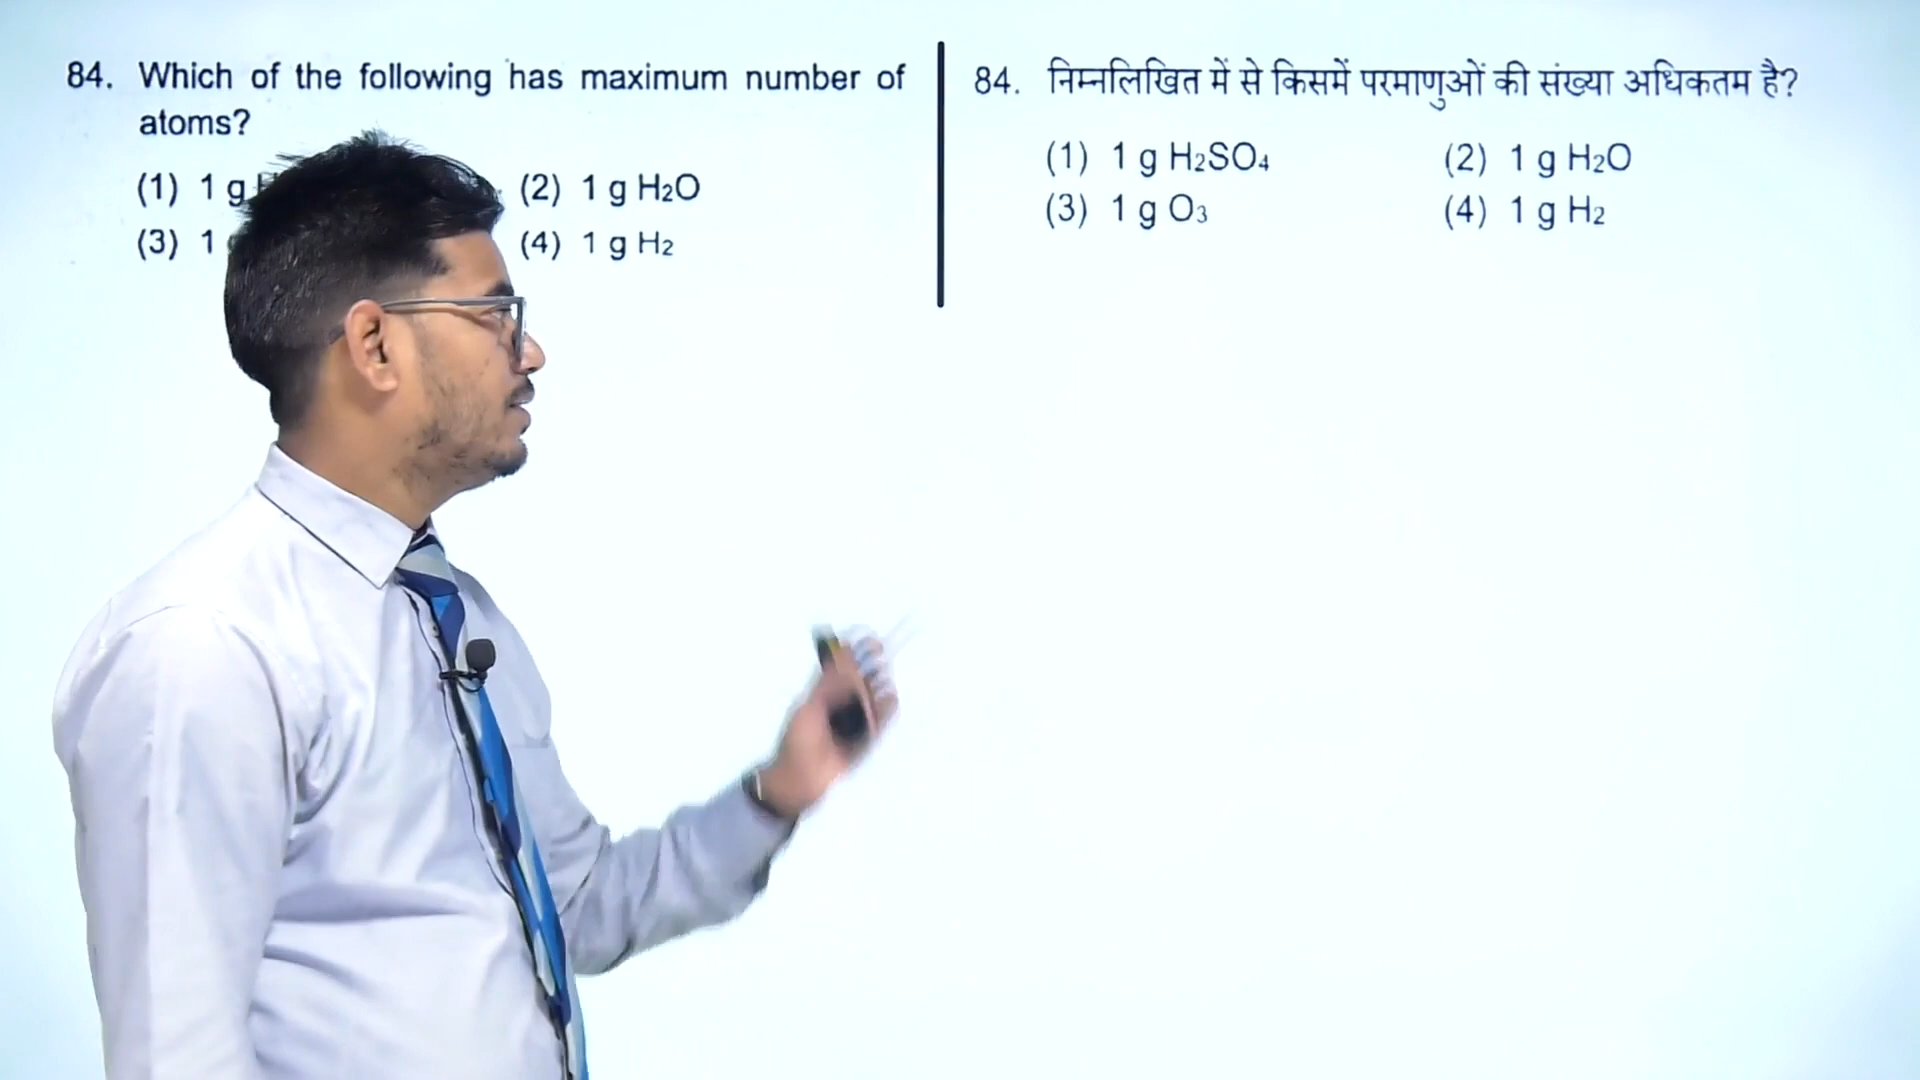 84. Which of the following has maximum number of
atoms?
(1) 1 g (2) 1 g H₂O
(3) 1 (4) 1 g H₂
84. निम्नलिखित में से किसमें परमाणुओं की संख्या अधिकतम है?
(1) 1 g H₂SO₄ (2) 1 g H₂O
(3) 1 g O₃ (4) 1 g H₂